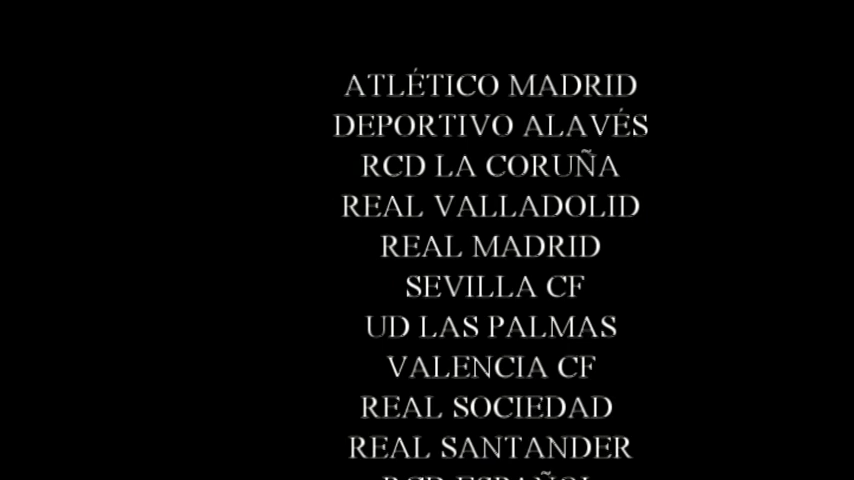 ATLÉTICO MADRID
DEPORTIVO ALAVÉS
RCD LA CORUÑA
REAL VALLADOLID
REAL MADRID
SEVILLA CF
UD LAS PALMAS
VALENCIA CF
REAL SOCIEDAD
REAL SANTANDER
RCD ESPAÑOL